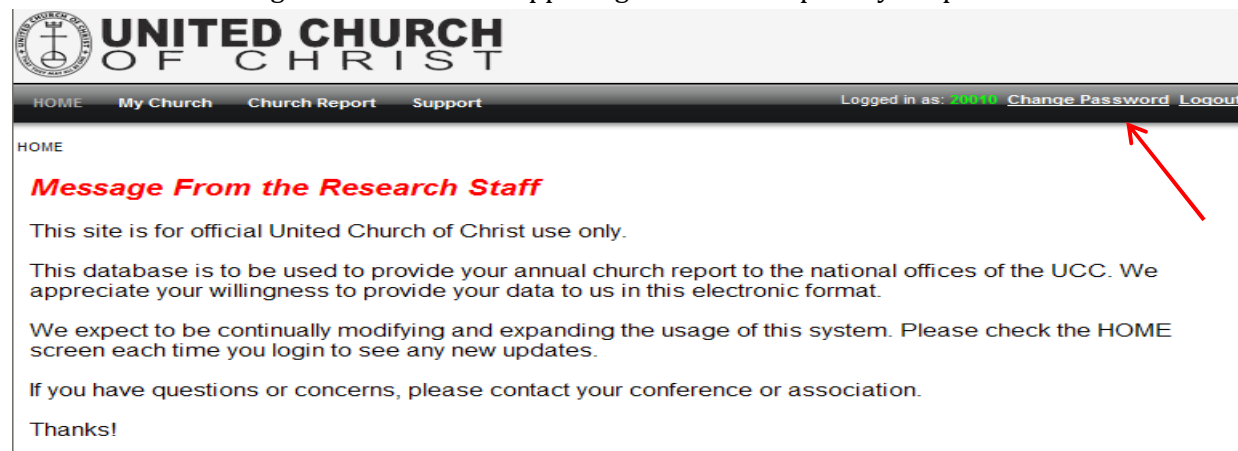 UNITED CHURCH
OF CHRIST
HOME My Church Church Report Support Logged in as: 20010 Change Password Logout
HOME
Message From the Research Staff
This site is for official United Church of Christ use only.
This database is to be used to provide your annual church report to the national offices of the UCC. We
appreciate your willingness to provide your data to us in this electronic format.
We expect to be continually modifying and expanding the usage of this system. Please check the HOME
screen each time you login to see any new updates.
If you have questions or concerns, please contact your conference or association.
Thanks!